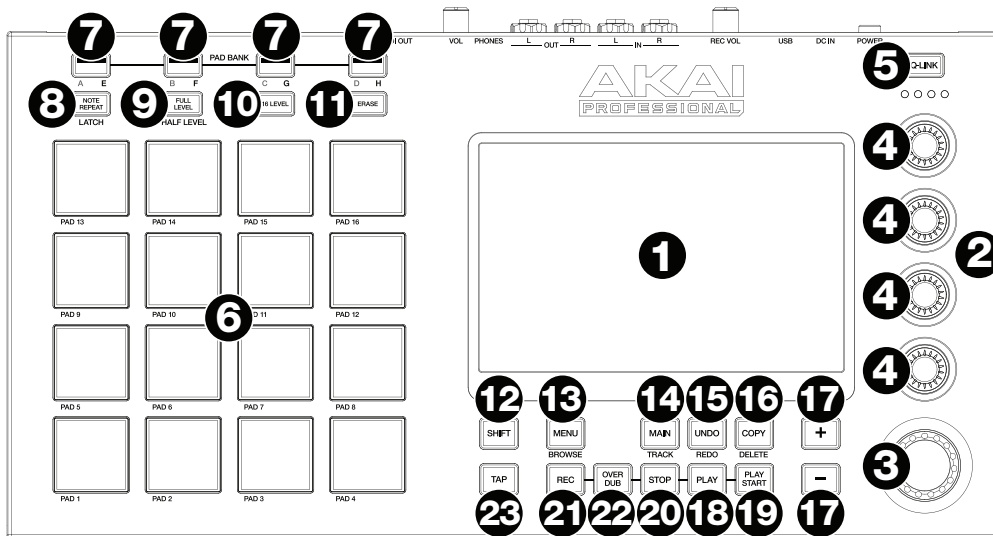 7 7 7 7
DI OUT VOL PHONES L OUT R L IN R REC VOL USB DC IN POWER
PAD BANK
A E B F C G D H
5 Q-LINK
AKAI
PROFESSIONAL
8 NOTE REPEAT 9 FULL LEVEL 10 16 LEVEL 11 ERASE
LATCH HALF LEVEL
4
4
4
4
2
1
PAD 13 PAD 14 PAD 15 PAD 16
PAD 9 PAD 10 PAD 11 PAD 12
6
PAD 5 PAD 6 PAD 7 PAD 8
PAD 1 PAD 2 PAD 3 PAD 4
12 13 14 15 16 17
SHIFT MENU MAIN UNDO COPY +
BROWSE TRACK REDO DELETE
3
TAP REC OVER DUB STOP PLAY PLAY START −
23 21 22 20 18 19 17